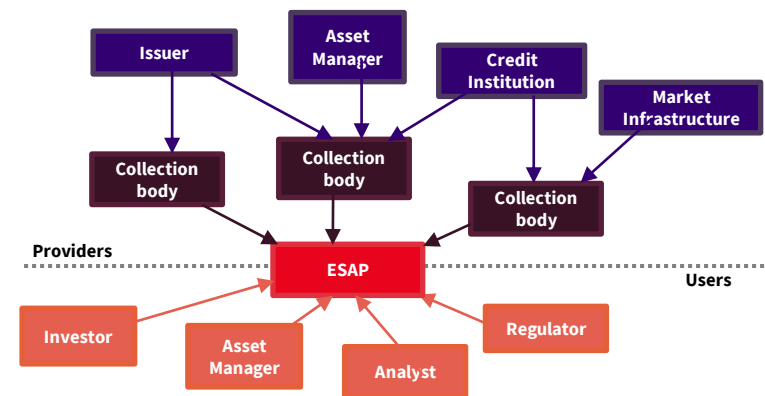 Issuer
Asset
Manager
Credit
Institution
Market
Infrastructure
Collection
body
Collection
body
Collection
body
Providers
ESAP
Users
Investor
Asset
Manager
Analyst
Regulator